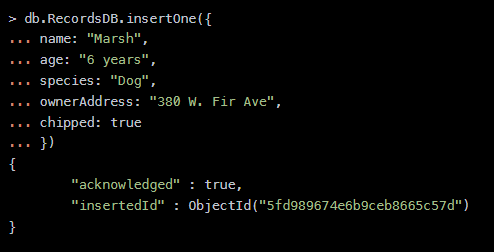 > db.RecordsDB.insertOne({
... name: "Marsh",
... age: "6 years",
... species: "Dog",
... ownerAddress: "380 W. Fir Ave",
... chipped: true
... })
{
        "acknowledged" : true,
        "insertedId" : ObjectId("5fd989674e6b9ceb8665c57d")
}